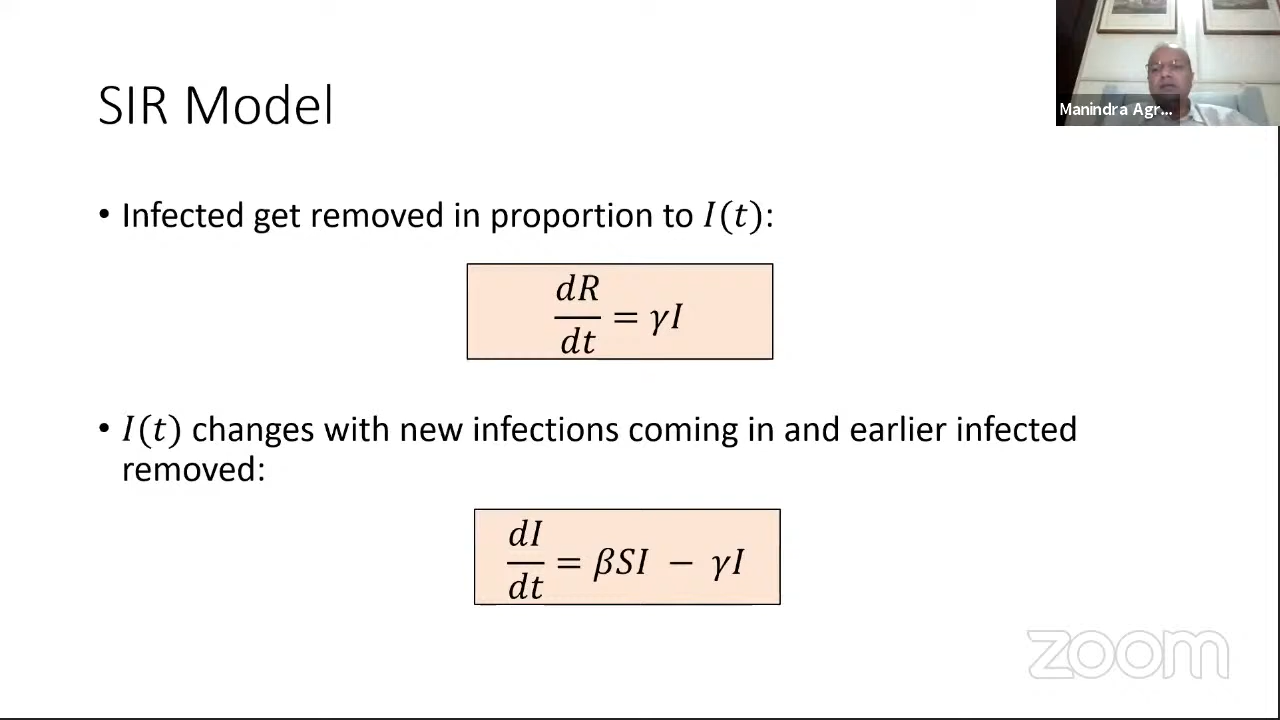 SIR Model
Manindra Agr...
• Infected get removed in proportion to I(t):
dR/dt = γI
• I(t) changes with new infections coming in and earlier infected
removed:
dI/dt = βSI − γI
zoom